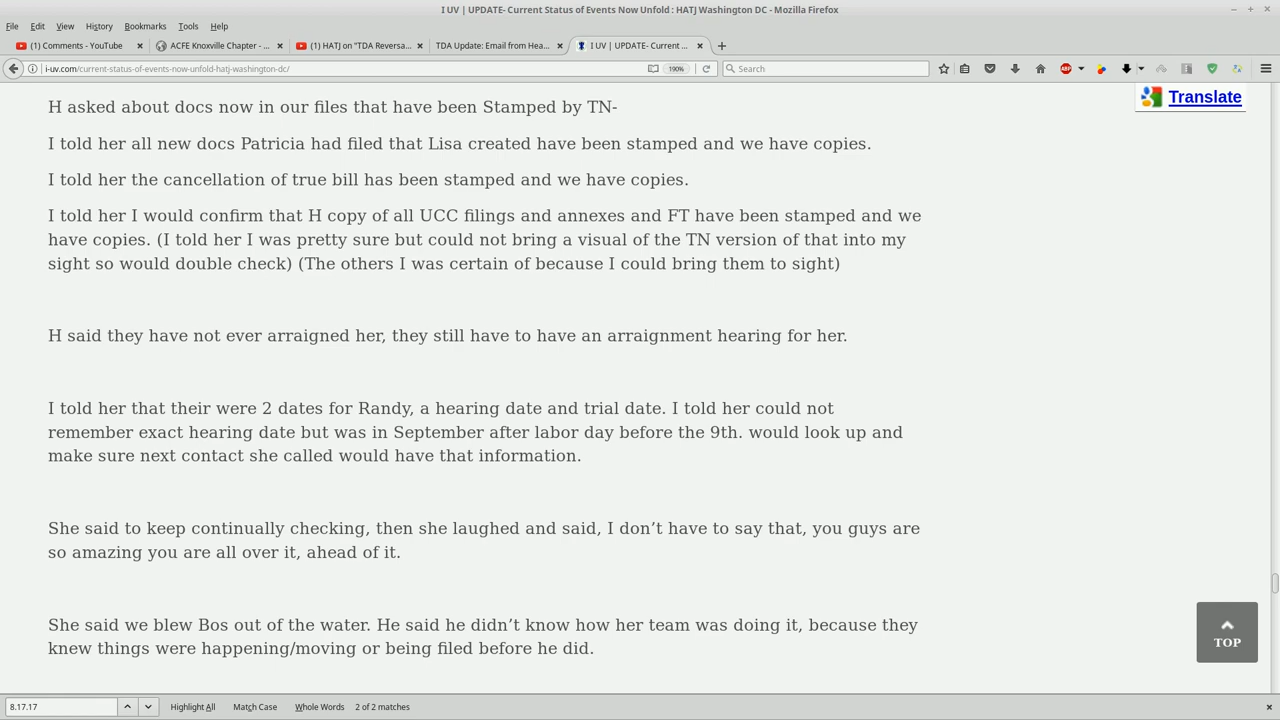 I UV | UPDATE- Current Status of Events Now Unfold : HATJ Washington DC - Mozilla Firefox
File Edit View History Bookmarks Tools Help
(1) Comments - YouTube × ACFE Knoxville Chapter - ... × (1) HATJ on "TDA Reversa... × TDA Update: Email from Hea... × I UV | UPDATE- Current ... ×
i-uv.com/current-status-of-events-now-unfold-hatj-washington-dc/ 190% Search ABP
Translate
H asked about docs now in our files that have been Stamped by TN-
I told her all new docs Patricia had filed that Lisa created have been stamped and we have copies.
I told her the cancellation of true bill has been stamped and we have copies.
I told her I would confirm that H copy of all UCC filings and annexes and FT have been stamped and we
have copies. (I told her I was pretty sure but could not bring a visual of the TN version of that into my
sight so would double check) (The others I was certain of because I could bring them to sight)
H said they have not ever arraigned her, they still have to have an arraignment hearing for her.
I told her that their were 2 dates for Randy, a hearing date and trial date. I told her could not
remember exact hearing date but was in September after labor day before the 9th. would look up and
make sure next contact she called would have that information.
She said to keep continually checking, then she laughed and said, I don’t have to say that, you guys are
so amazing you are all over it, ahead of it.
She said we blew Bos out of the water. He said he didn’t know how her team was doing it, because they
knew things were happening/moving or being filed before he did.
TOP
8.17.17 Highlight All Match Case Whole Words 2 of 2 matches